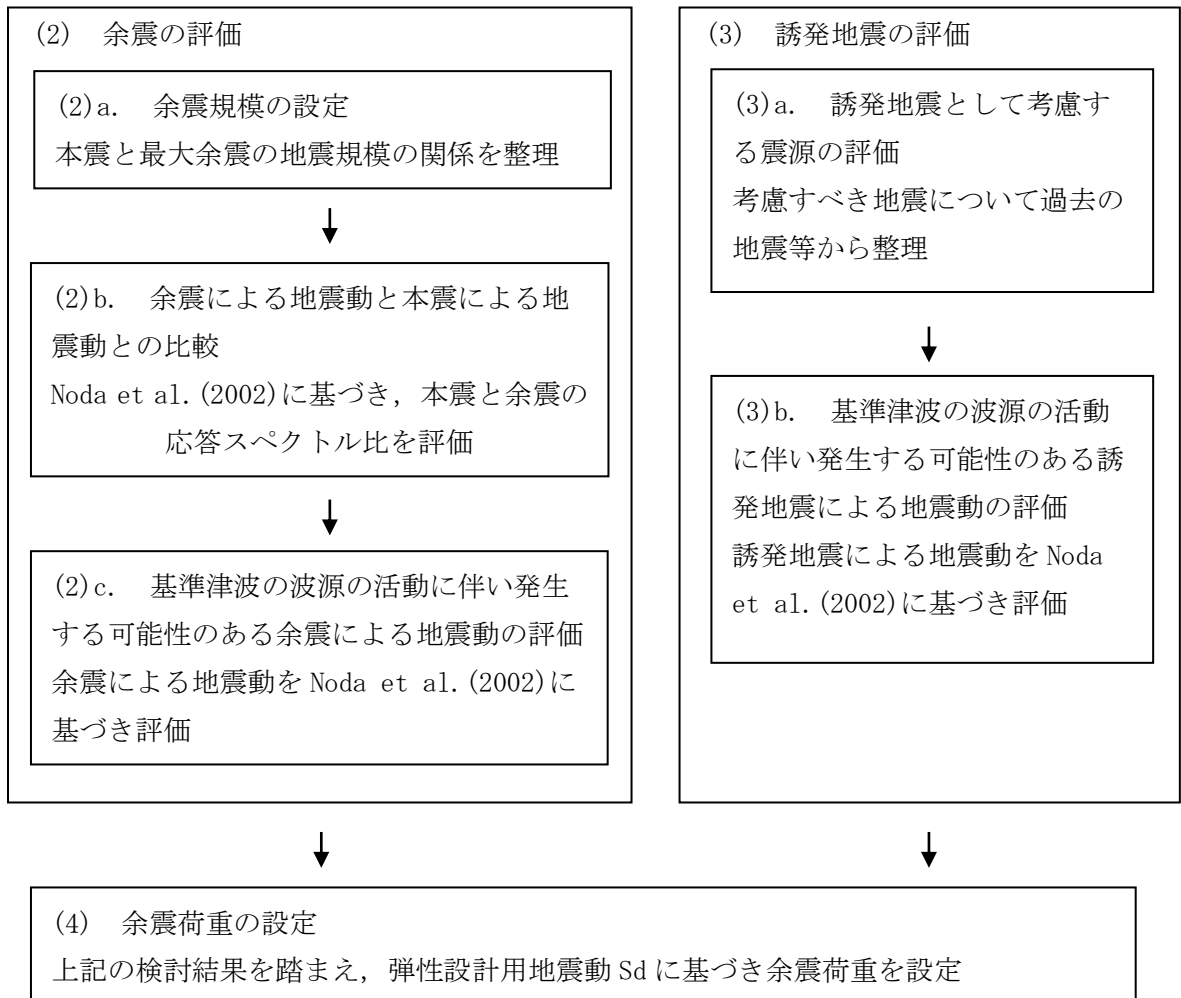 (2) 余震の評価
(2)a. 余震規模の設定
本震と最大余震の地震規模の関係を整理
(2)b. 余震による地震動と本震による地
震動との比較
Noda et al.(2002)に基づき，本震と余震の
応答スペクトル比を評価
(2)c. 基準津波の波源の活動に伴い発生
する可能性のある余震による地震動の評価
余震による地震動を Noda et al.(2002)に
基づき評価
(3) 誘発地震の評価
(3)a. 誘発地震として考慮す
る震源の評価
考慮すべき地震について過去の
地震等から整理
(3)b. 基準津波の波源の活動
に伴い発生する可能性のある誘
発地震による地震動の評価
誘発地震による地震動を Noda
et al.(2002)に基づき評価
(4) 余震荷重の設定
上記の検討結果を踏まえ，弾性設計用地震動 Sd に基づき余震荷重を設定